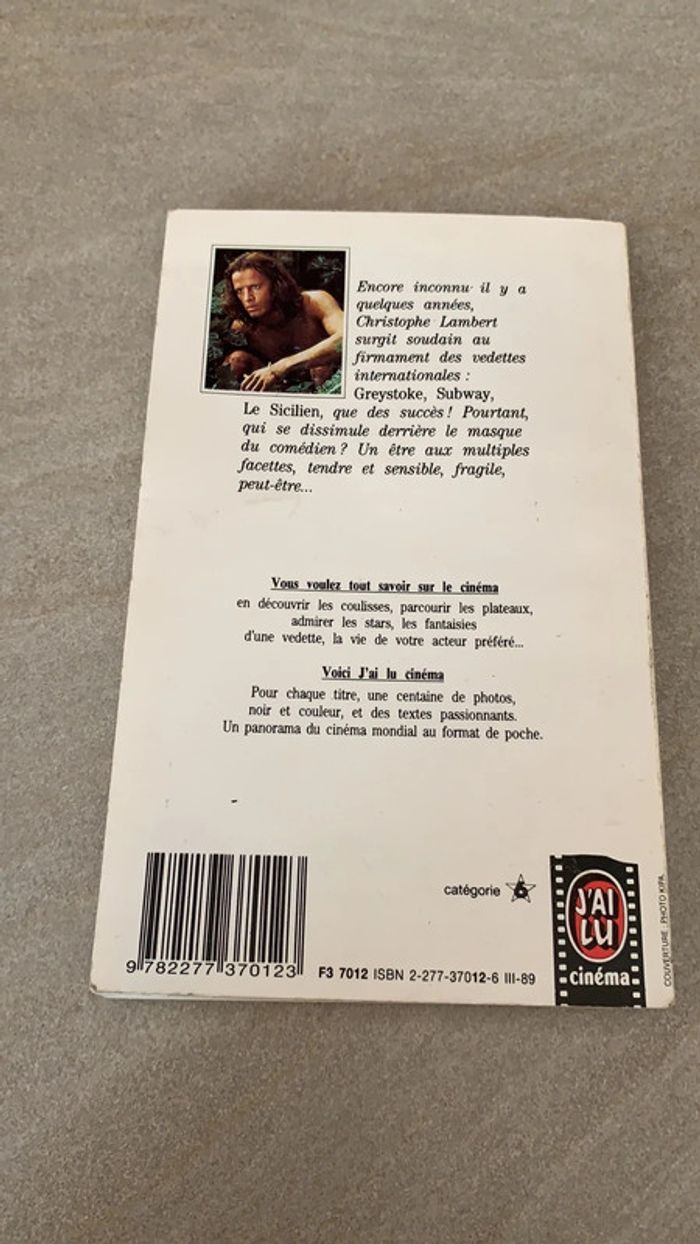 Encore inconnu il y a
quelques années,
Christophe Lambert
surgit soudain au
firmament des vedettes
internationales :
Greystoke, Subway,
Le Sicilien, que des succès ! Pourtant,
qui se dissimule derrière le masque
du comédien ? Un être aux multiples
facettes, tendre et sensible, fragile,
peut-être...
Vous voulez tout savoir sur le cinéma
en découvrir les coulisses, parcourir les plateaux,
admirer les stars, les fantaisies
d'une vedette, la vie de votre acteur préféré...
Voici J'ai lu cinéma
Pour chaque titre, une centaine de photos,
noir et couleur, et des textes passionnants.
Un panorama du cinéma mondial au format de poche.
catégorie 6
J'AI
LU
cinéma
COUVERTURE : PHOTO KIPA
9 782277 370123
F3 7012 ISBN 2-277-37012-6 III-89